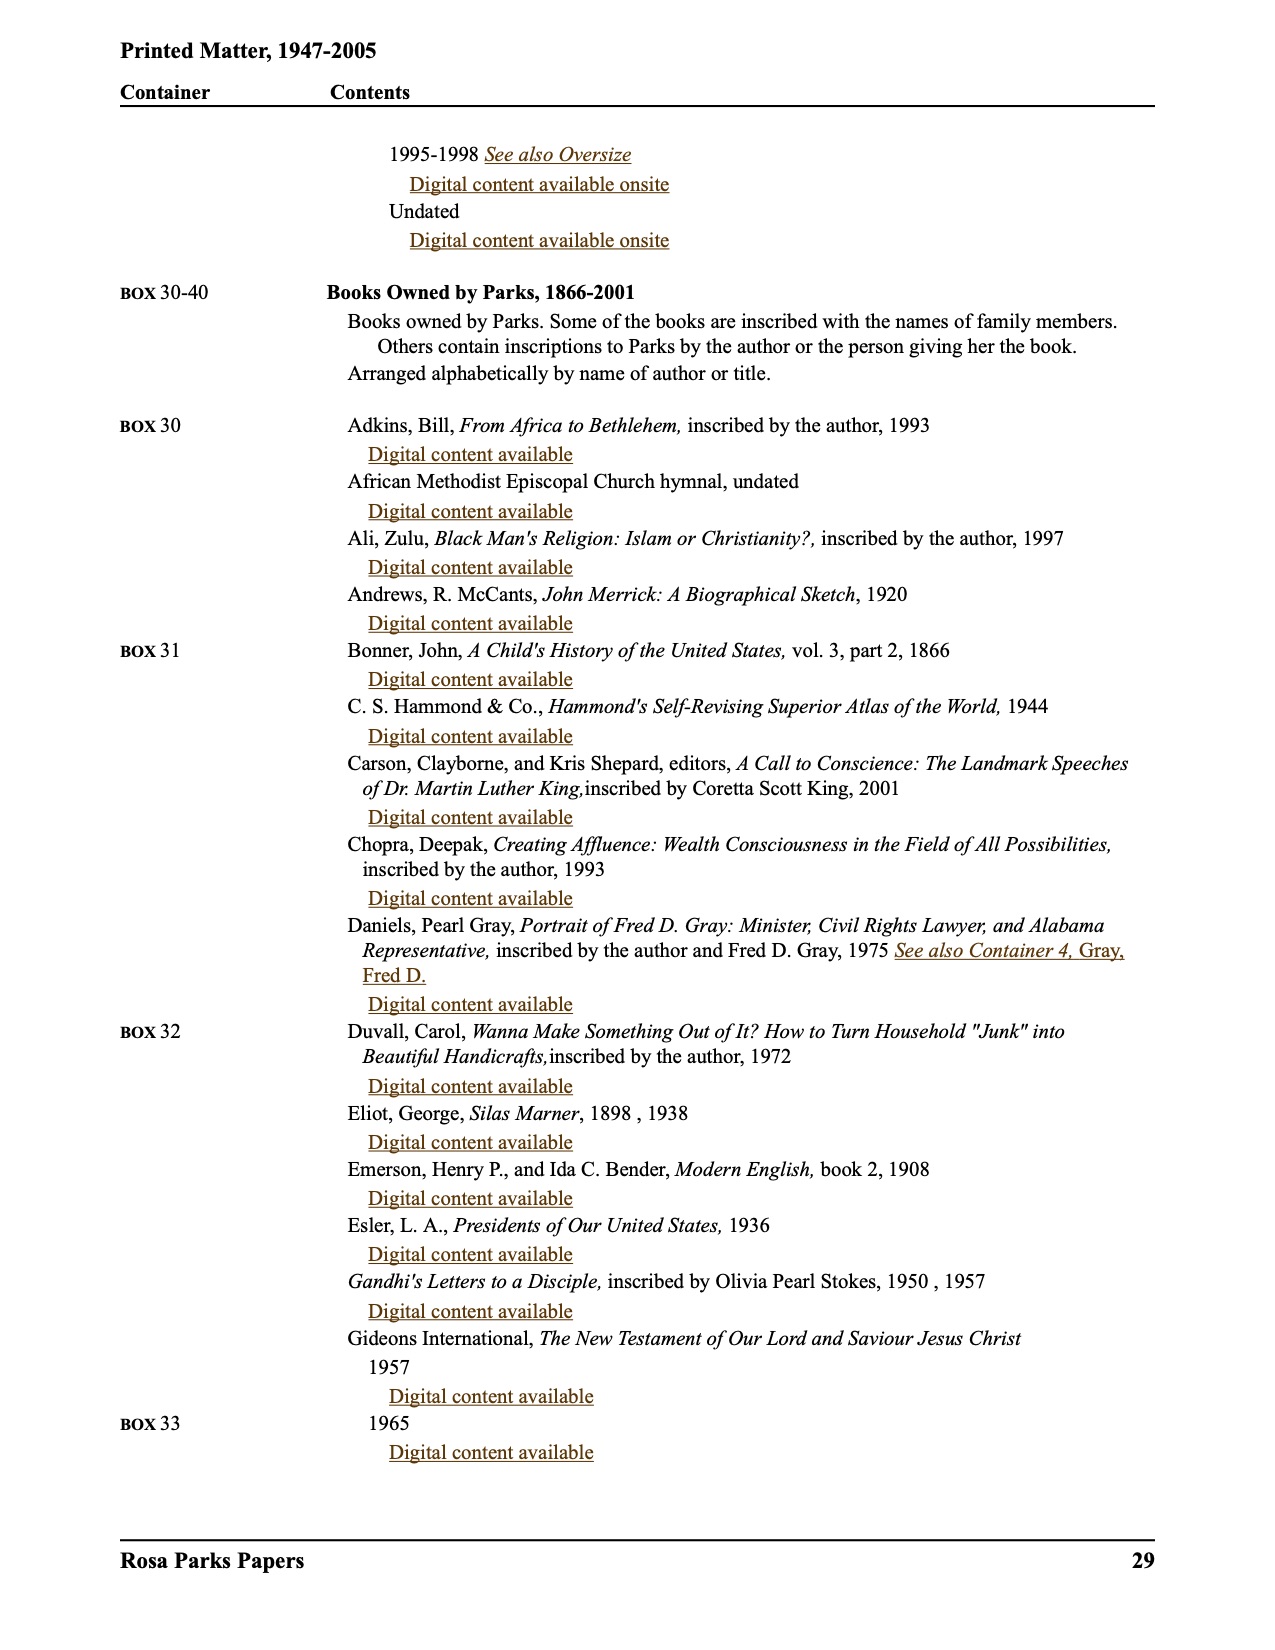 Printed Matter, 1947-2005
Container Contents
1995-1998 See also Oversize
Digital content available onsite
Undated
Digital content available onsite
BOX 30-40 Books Owned by Parks, 1866-2001
Books owned by Parks. Some of the books are inscribed with the names of family members.
Others contain inscriptions to Parks by the author or the person giving her the book.
Arranged alphabetically by name of author or title.
BOX 30 Adkins, Bill, From Africa to Bethlehem, inscribed by the author, 1993
Digital content available
African Methodist Episcopal Church hymnal, undated
Digital content available
Ali, Zulu, Black Man's Religion: Islam or Christianity?, inscribed by the author, 1997
Digital content available
Andrews, R. McCants, John Merrick: A Biographical Sketch, 1920
Digital content available
BOX 31 Bonner, John, A Child's History of the United States, vol. 3, part 2, 1866
Digital content available
C. S. Hammond & Co., Hammond's Self-Revising Superior Atlas of the World, 1944
Digital content available
Carson, Clayborne, and Kris Shepard, editors, A Call to Conscience: The Landmark Speeches
of Dr. Martin Luther King,inscribed by Coretta Scott King, 2001
Digital content available
Chopra, Deepak, Creating Affluence: Wealth Consciousness in the Field of All Possibilities,
inscribed by the author, 1993
Digital content available
Daniels, Pearl Gray, Portrait of Fred D. Gray: Minister, Civil Rights Lawyer, and Alabama
Representative, inscribed by the author and Fred D. Gray, 1975 See also Container 4, Gray,
Fred D.
Digital content available
BOX 32 Duvall, Carol, Wanna Make Something Out of It? How to Turn Household "Junk" into
Beautiful Handicrafts,inscribed by the author, 1972
Digital content available
Eliot, George, Silas Marner, 1898 , 1938
Digital content available
Emerson, Henry P., and Ida C. Bender, Modern English, book 2, 1908
Digital content available
Esler, L. A., Presidents of Our United States, 1936
Digital content available
Gandhi's Letters to a Disciple, inscribed by Olivia Pearl Stokes, 1950 , 1957
Digital content available
Gideons International, The New Testament of Our Lord and Saviour Jesus Christ
1957
Digital content available
BOX 33 1965
Digital content available
Rosa Parks Papers 29